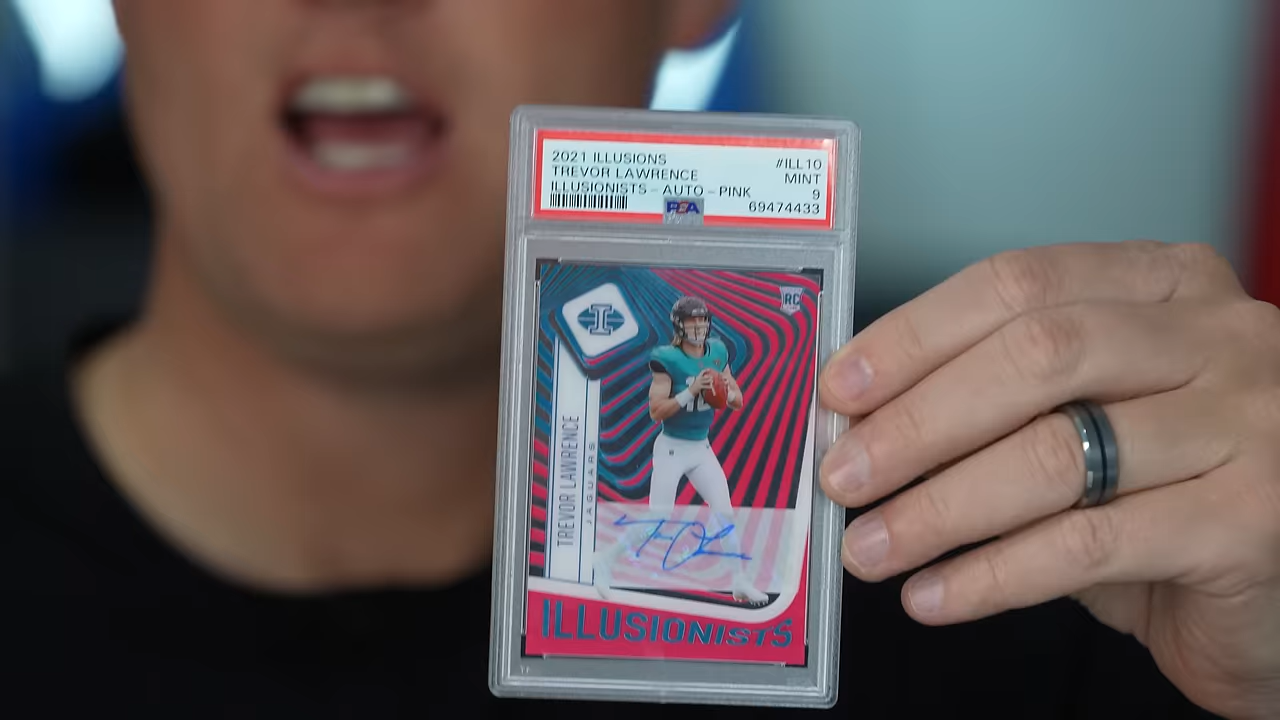 2021 ILLUSIONS #ILL10
TREVOR LAWRENCE MINT
ILLUSIONISTS - AUTO - PINK 9
PSA 69474433
RC
I
TREVOR LAWRENCE
JAGUARS
ILLUSIONISTS